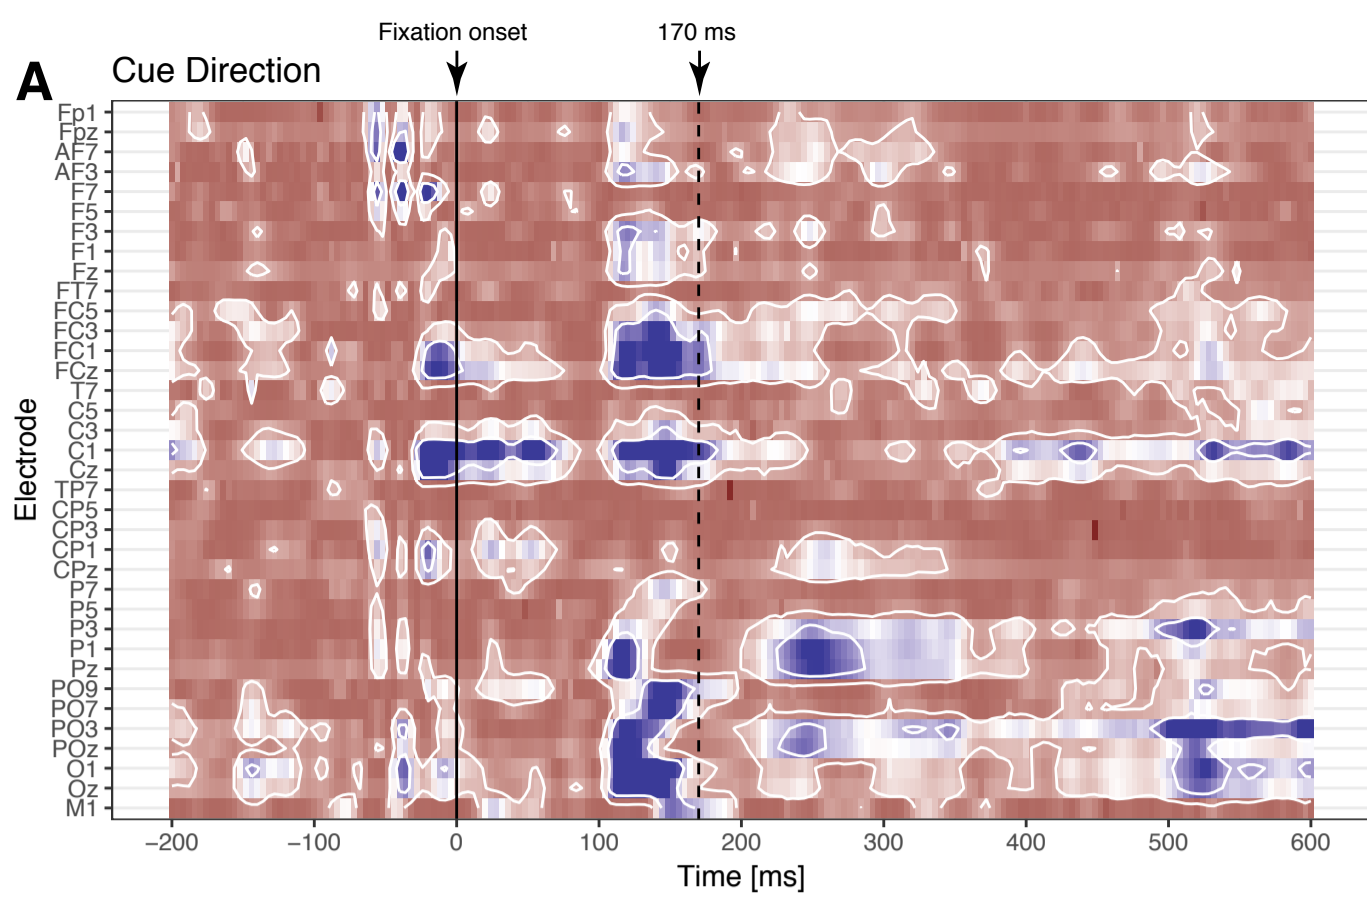 Fixation onset 170 ms
A Cue Direction
Fp1
Fpz
AF7
AF3
F7
F5
F3
F1
Fz
FT7
FC5
FC3
FC1
FCz
T7
C5
C3
C1
Cz
TP7
CP5
CP3
CP1
CPz
P7
P5
P3
P1
Pz
PO9
PO7
PO3
POz
O1
Oz
M1
Electrode
−200 −100 0 100 200 300 400 500 600
Time [ms]